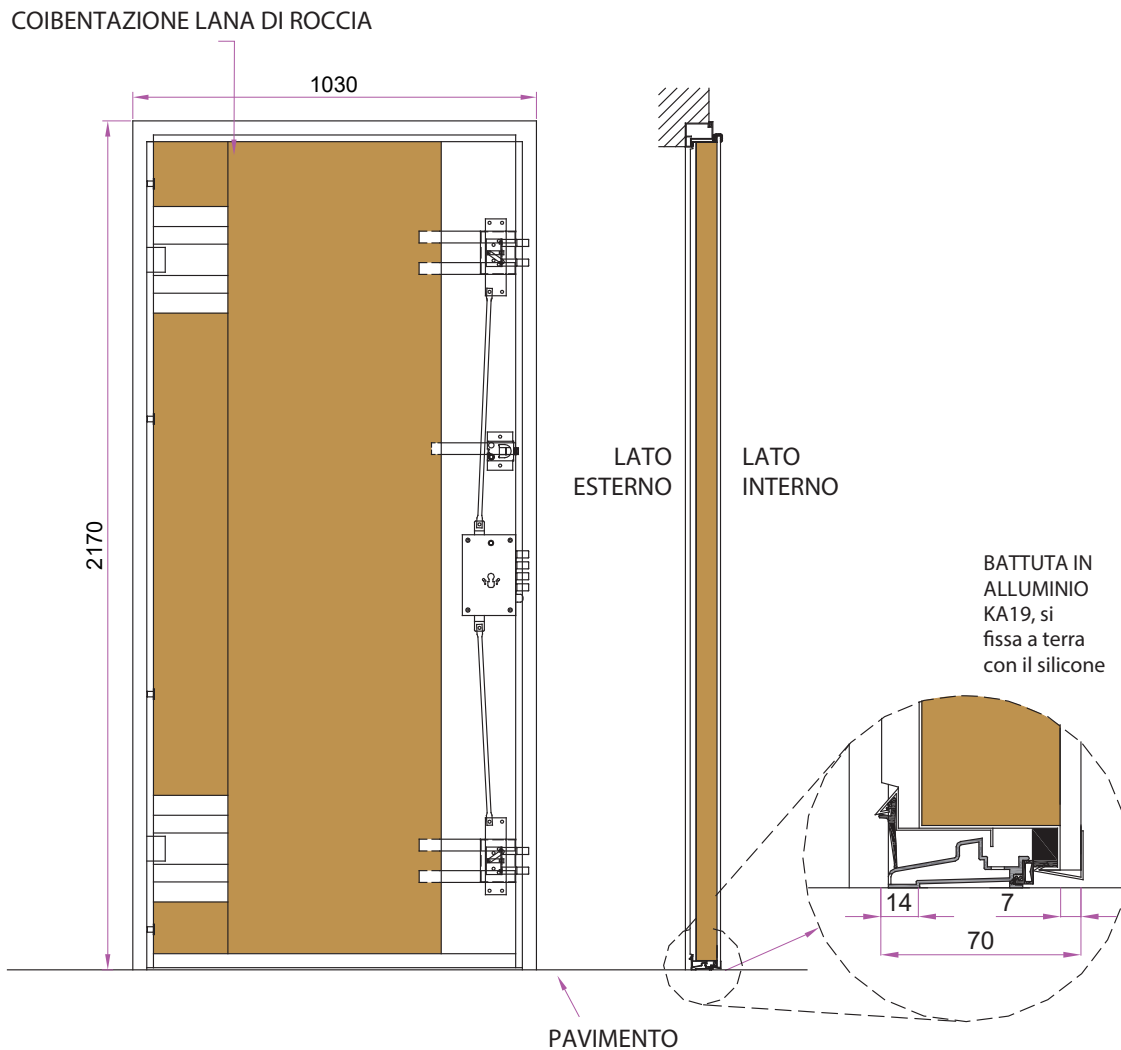 COIBENTAZIONE LANA DI ROCCIA
1030
2170
LATO
ESTERNO
LATO
INTERNO
BATTUTA IN
ALLUMINIO
KA19, si
fissa a terra
con il silicone
14
7
70
PAVIMENTO